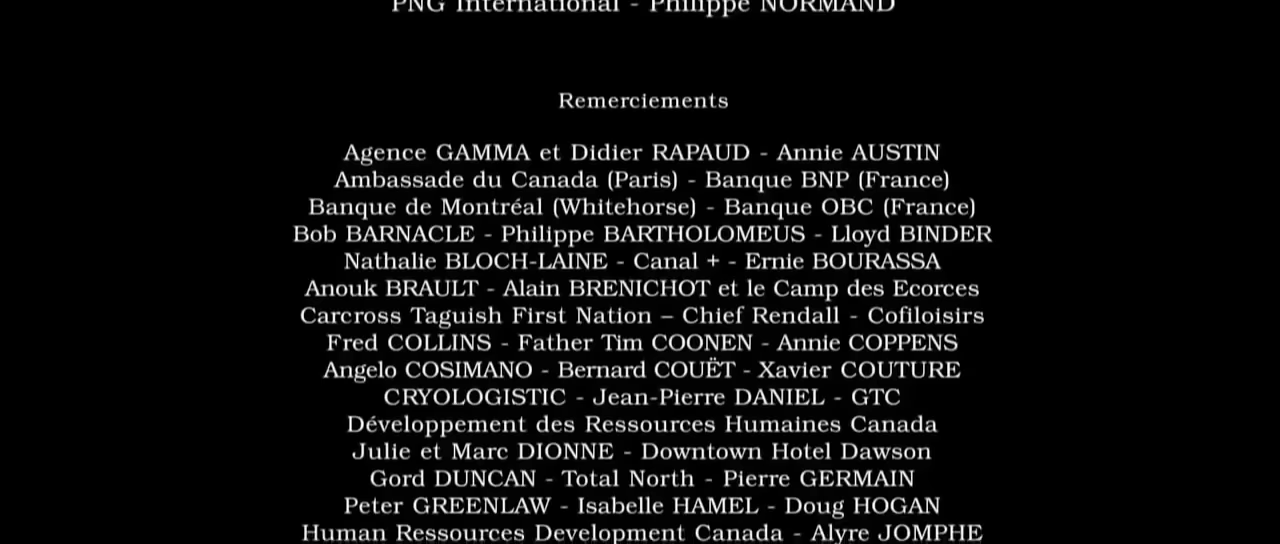 PNG International - Philippe NORMAND
Remerciements
Agence GAMMA et Didier RAPAUD - Annie AUSTIN
Ambassade du Canada (Paris) - Banque BNP (France)
Banque de Montréal (Whitehorse) - Banque OBC (France)
Bob BARNACLE - Philippe BARTHOLOMEUS - Lloyd BINDER
Nathalie BLOCH-LAINE - Canal + - Ernie BOURASSA
Anouk BRAULT - Alain BRENICHOT et le Camp des Ecorces
Carcross Taguish First Nation – Chief Rendall - Cofiloisirs
Fred COLLINS - Father Tim COONEN - Annie COPPENS
Angelo COSIMANO - Bernard COUËT - Xavier COUTURE
CRYOLOGISTIC - Jean-Pierre DANIEL - GTC
Développement des Ressources Humaines Canada
Julie et Marc DIONNE - Downtown Hotel Dawson
Gord DUNCAN - Total North - Pierre GERMAIN
Peter GREENLAW - Isabelle HAMEL - Doug HOGAN
Human Ressources Development Canada - Alyre JOMPHE